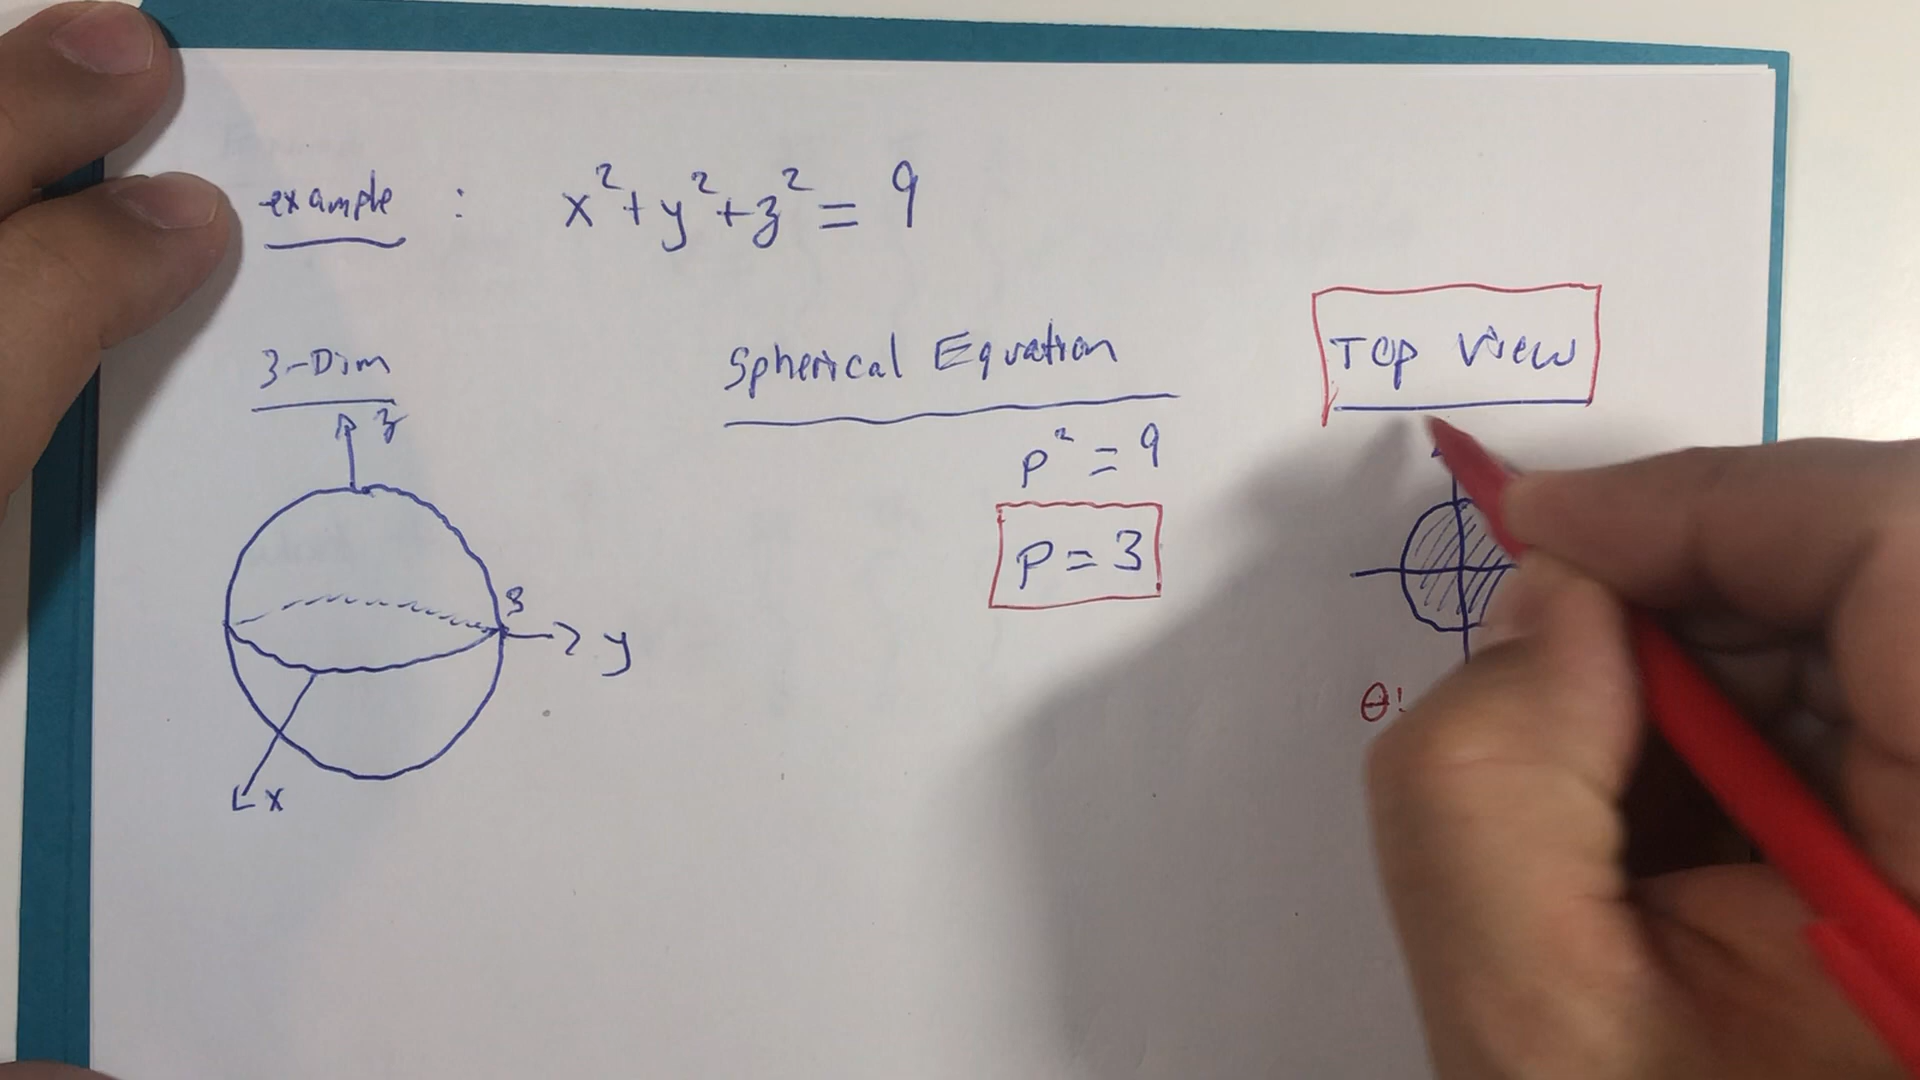 example : x²+y²+z²= 9
3-Dim
Spherical Equation
TOP View
z
ρ² = 9
ρ = 3
3
y
x
θ: